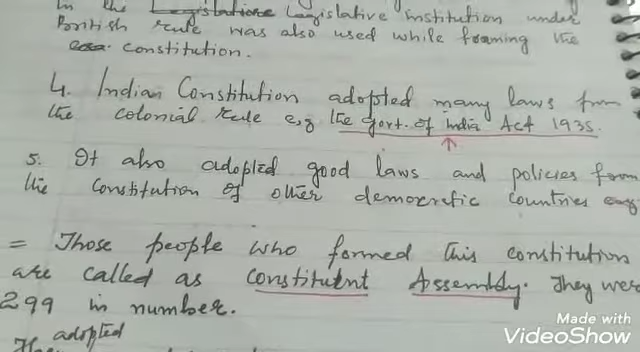 in the Legislative Legislative institution under
British rule was also used while framing the
constitution.
4. Indian Constitution adopted many laws from
the colonial rule e.g the Govt. of India Act 1935.
5. It also adopted good laws and policies from
the constitution of other democratic countries
= Those people who formed this constitution
are called as Constituent Assembly. They were
299 in number.
adopted
Made with
VideoShow